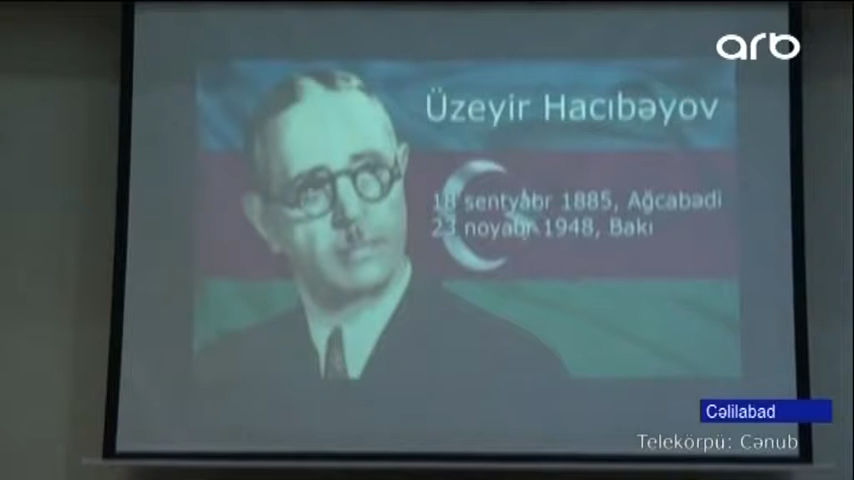 arb
Üzeyir Hacıbəyov
18 sentyabr 1885, Ağcabədi
23 noyabr 1948, Bakı
Cəlilabad
Telekörpü: Cənub